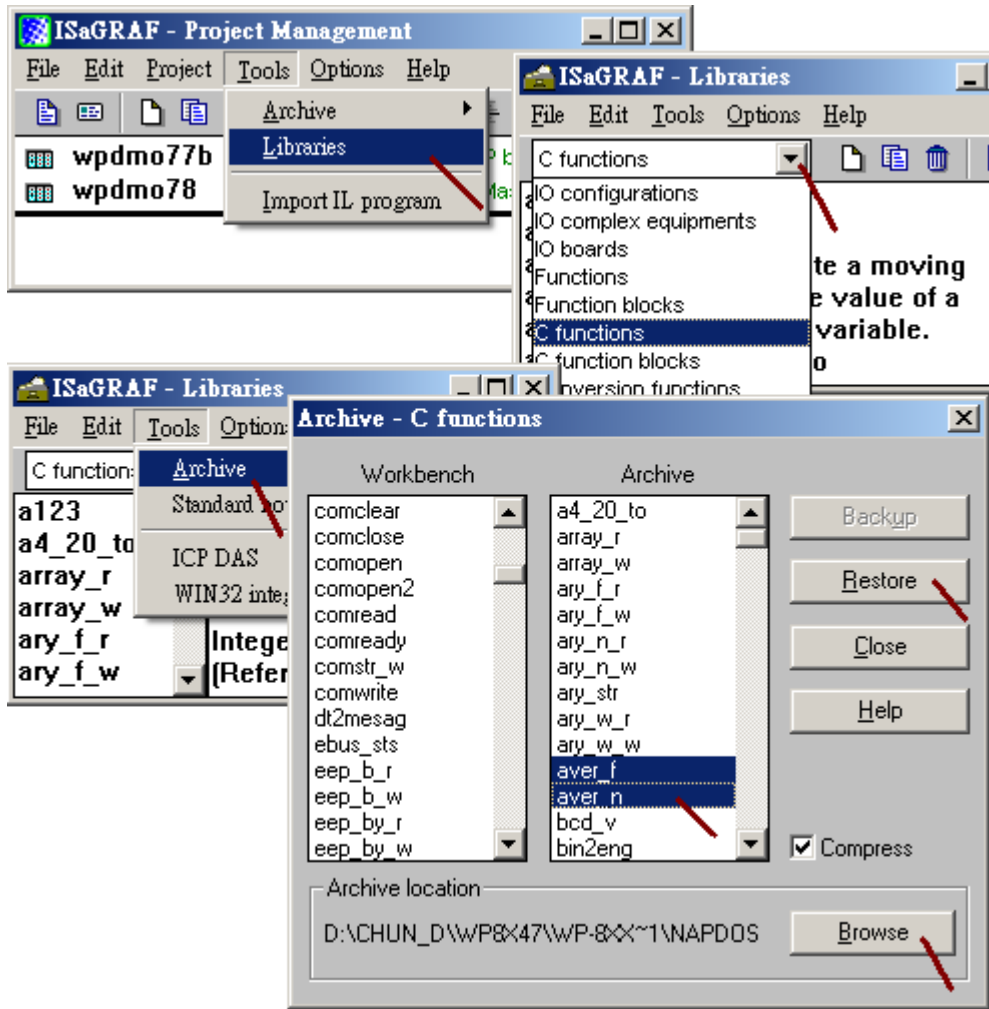 ISaGRAF - Project Management
File Edit Project Tools Options Help
Archive
Libraries
Import IL program
wpdmo77b
wpdmo78
ISaGRAF - Libraries
File Edit Tools Options Help
C functions
IO configurations
IO complex equipments
IO boards
Functions
Function blocks
C functions
C function blocks
te a moving
e value of a
variable.
ISaGRAF - Libraries
File Edit Tools
C function
Archive
Standard
ICP DAS
WIN32
a123
a4_20_to
array_r
array_w
ary_f_r
ary_f_w
Intege
(Refer
Archive - C functions
Workbench
comclear
comclose
comopen
comopen2
comread
comready
comstr_w
comwrite
dt2mesag
ebus_sts
eep_b_r
eep_b_w
eep_by_r
eep_by_w
Archive
a4_20_to
array_r
array_w
ary_f_r
ary_f_w
ary_n_r
ary_n_w
ary_str
ary_w_r
ary_w_w
aver_f
aver_n
bcd_v
bin2eng
Backup
Restore
Close
Help
Compress
Archive location
D:\CHUN_D\WP8X47\WP-8XX~1\NAPDOS
Browse